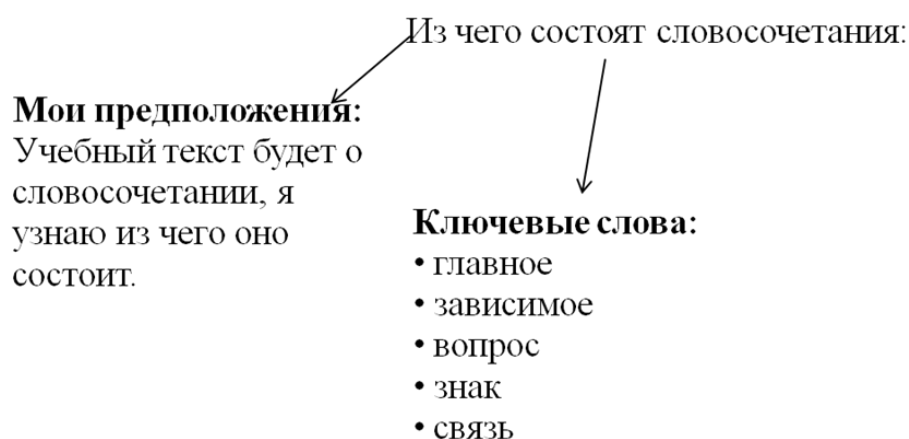 Из чего состоят словосочетания:
Мои предположения:
Учебный текст будет о
словосочетании, я
узнаю из чего оно
состоит.
Ключевые слова:
• главное
• зависимое
• вопрос
• знак
• связь